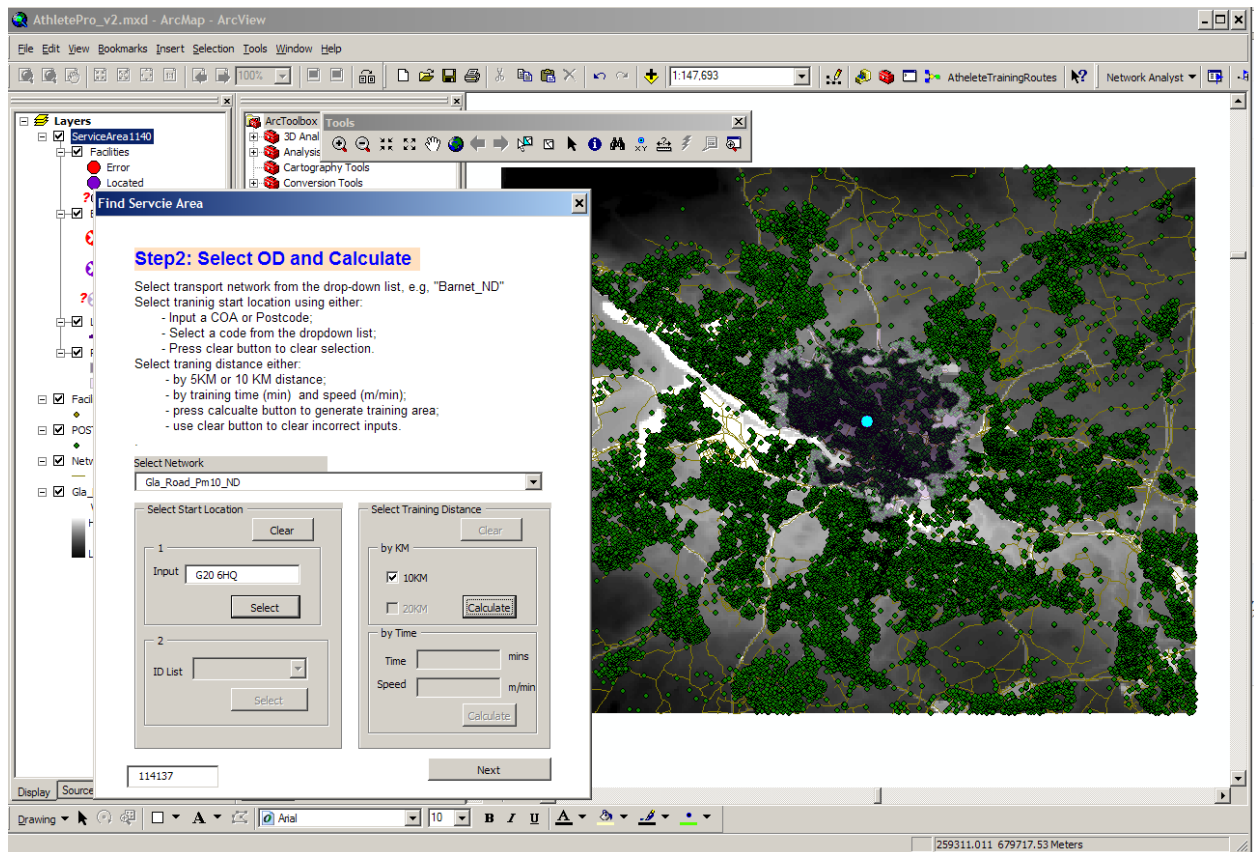 AthletePro_v2.mxd - ArcMap - ArcView
File Edit View Bookmarks Insert Selection Tools Window Help
100%
1:147,693
AtheleteTrainingRoutes
Network Analyst
Layers
ServiceArea1140
Facilities
Error
Located
Facil
POST
Netw
Gla_
ArcToolbox
3D Anal
Analysis
Cartography Tools
Conversion Tools
Tools
Find Servcie Area
Step2: Select OD and Calculate
Select transport network from the drop-down list, e.g, "Barnet_ND"
Select traninig start location using either:
- Input a COA or Postcode;
- Select a code from the dropdown list;
- Press clear button to clear selection.
Select traning distance either:
- by 5KM or 10 KM distance;
- by training time (min) and speed (m/min);
- press calcualte button to generate training area;
- use clear button to clear incorrect inputs.
Select Network
Gla_Road_Pm10_ND
Select Start Location
Clear
1
Input G20 6HQ
Select
2
ID List
Select
Select Training Distance
Clear
by KM
10KM
20KM
Calculate
by Time
Time mins
Speed m/min
Calculate
114137
Next
Display Source
Drawing
A
Arial
10
B I U A
259311.011 679717.53 Meters